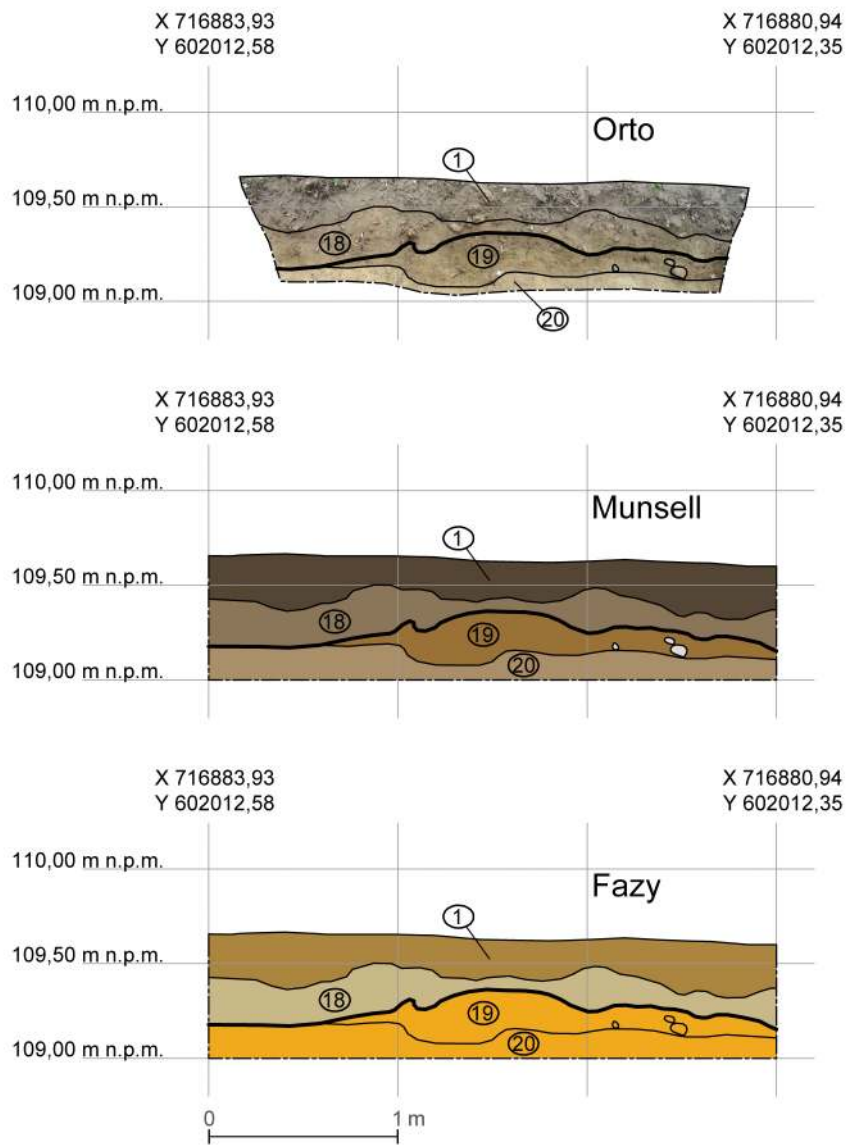 X 716883,93
Y 602012,58
X 716880,94
Y 602012,35
110,00 m n.p.m.
Orto
1
109,50 m n.p.m.
18
19
109,00 m n.p.m.
20
X 716883,93
Y 602012,58
X 716880,94
Y 602012,35
110,00 m n.p.m.
Munsell
1
109,50 m n.p.m.
18
19
20
109,00 m n.p.m.
X 716883,93
Y 602012,58
X 716880,94
Y 602012,35
110,00 m n.p.m.
Fazy
1
109,50 m n.p.m.
18
19
20
109,00 m n.p.m.
0
1 m